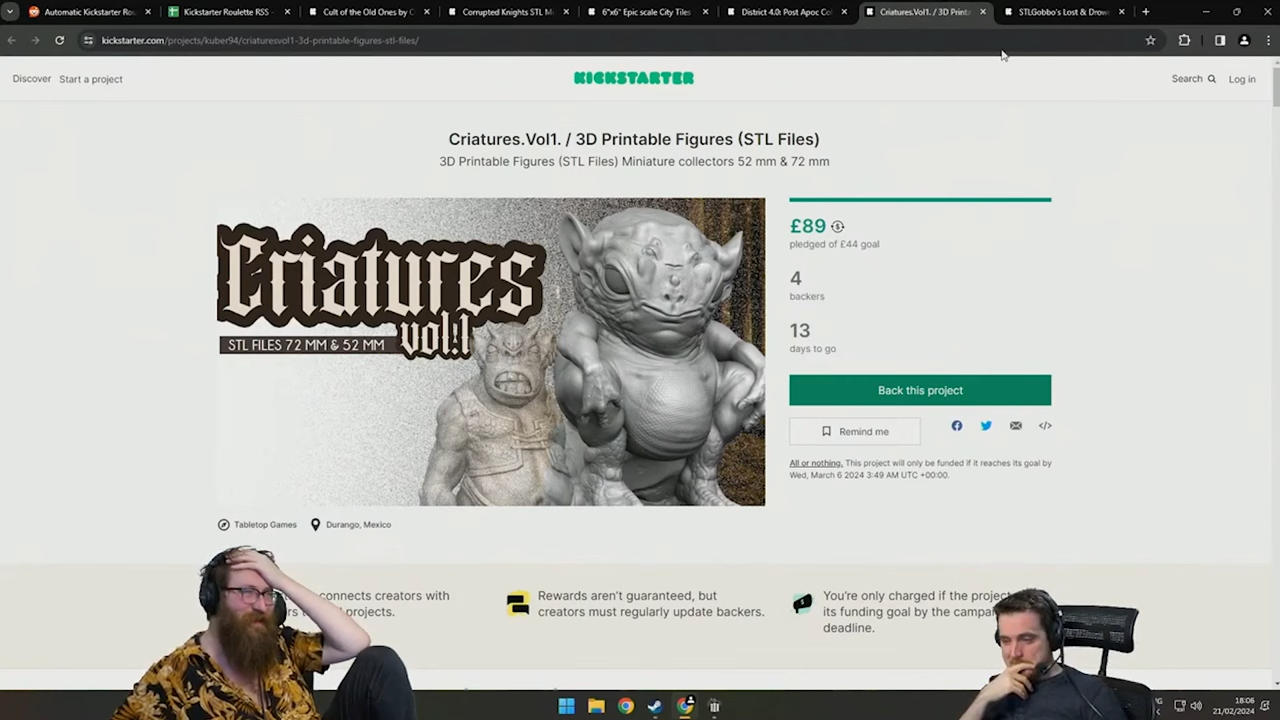 Automatic Kickstarter Rou
Kickstarter Roulette RSS -
Cult of the Old Ones by C
Corrupted Knights STL M
6"x6" Epic scale City Tiles
District 4.0: Post Apoc Co
Criatures.Vol1. / 3D Printa
STLGobbo's Lost & Drow
kickstarter.com/projects/kuber94/criaturesvol1-3d-printable-figures-stl-files/
Discover Start a project
KICKSTARTER
Search
Log in
Criatures.Vol1. / 3D Printable Figures (STL Files)
3D Printable Figures (STL Files) Miniature collectors 52 mm & 72 mm
Criatures
vol:1
STL FILES 72 MM & 52 MM
£89
pledged of £44 goal
4
backers
13
days to go
Back this project
Remind me
All or nothing. This project will only be funded if it reaches its goal by
Wed, March 6 2024 3:49 AM UTC +00:00.
Tabletop Games
Durango, Mexico
connects creators with
projects.
Rewards aren't guaranteed, but
creators must regularly update backers.
You're only charged if the project
its funding goal by the campa
deadline.
18:06
21/02/2024